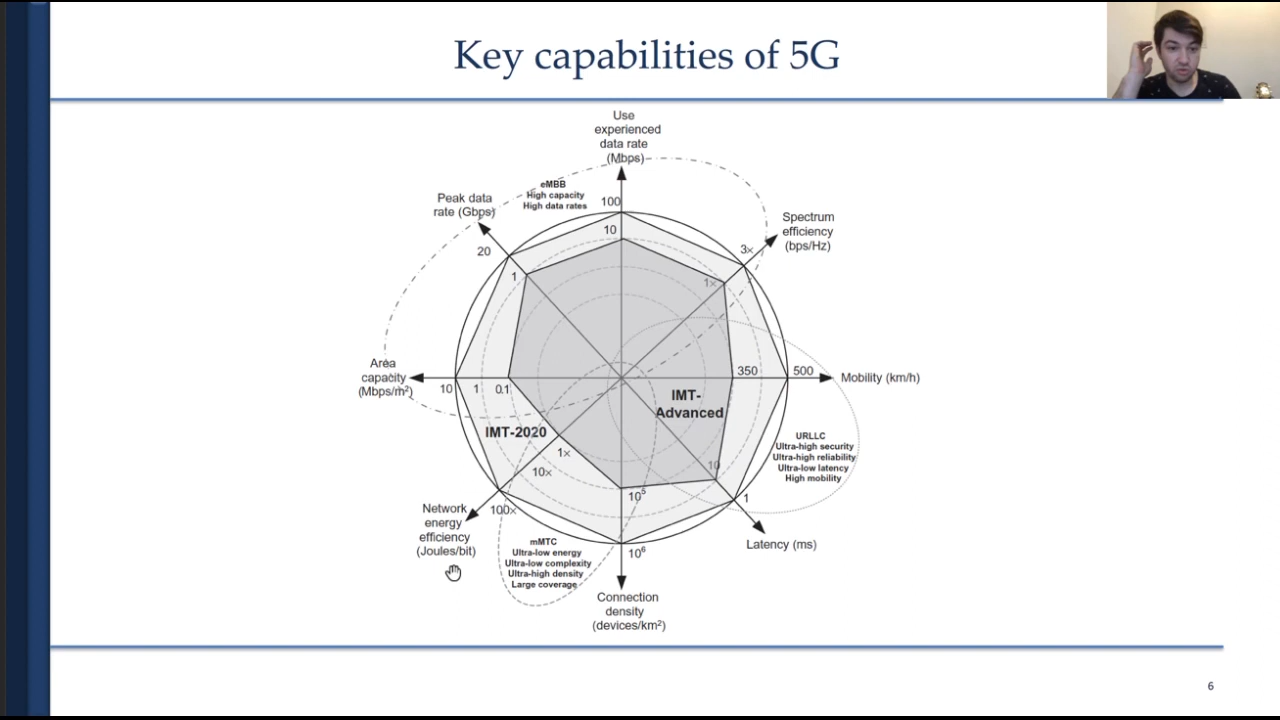 Key capabilities of 5G
Use
experienced
data rate
(Mbps)
eMBB
High capacity
High data rates
Peak data
rate (Gbps)
Spectrum
efficiency
(bps/Hz)
100
10
20
1
3×
1×
Area
capacity
(Mbps/m²)
10
1
0.1
350
500
Mobility (km/h)
IMT-
Advanced
IMT-2020
URLLC
Ultra-high security
Ultra-high reliability
Ultra-low latency
High mobility
1×
10×
100×
10
1
10⁵
10⁶
Network
energy
efficiency
(Joules/bit)
mMTC
Ultra-low energy
Ultra-low complexity
Ultra-high density
Large coverage
Latency (ms)
Connection
density
(devices/km²)
6